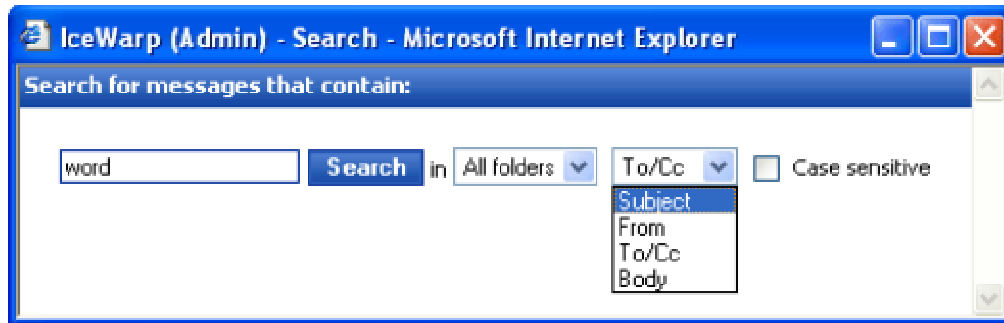 IceWarp (Admin) - Search - Microsoft Internet Explorer
Search for messages that contain:
word Search in All folders To/Cc Case sensitive
Subject
From
To/Cc
Body